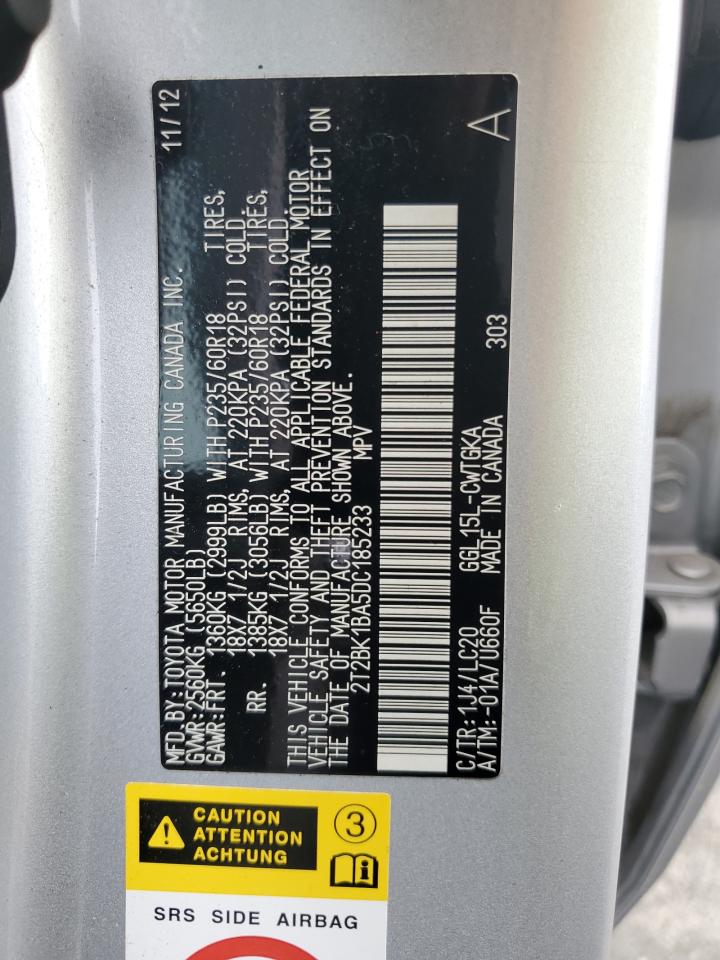 MFD. BY: TOYOTA MOTOR MANUFACTURING CANADA INC. 11/12
GVWR: 2560KG (5650LB)
GAWR: FRT. 1360KG (2999LB) WITH P235/60R18 TIRES,
18X7 1/2J RIMS, AT 220KPA (32PSI) COLD.
RR. 1385KG (3056LB) WITH P235/60R18 TIRES,
18X7 1/2J RIMS, AT 220KPA (32PSI) COLD.
THIS VEHICLE CONFORMS TO ALL APPLICABLE FEDERAL MOTOR
VEHICLE SAFETY AND THEFT PREVENTION STANDARDS IN EFFECT ON
THE DATE OF MANUFACTURE SHOWN ABOVE.
2T2BK1BA5DC185233 MPV
A
C/TR: 1J4/LC20 GGL15L-CWTGKA
A/TM: -01A/U660F MADE IN CANADA 303
CAUTION
ATTENTION
ACHTUNG
3
SRS SIDE AIRBAG